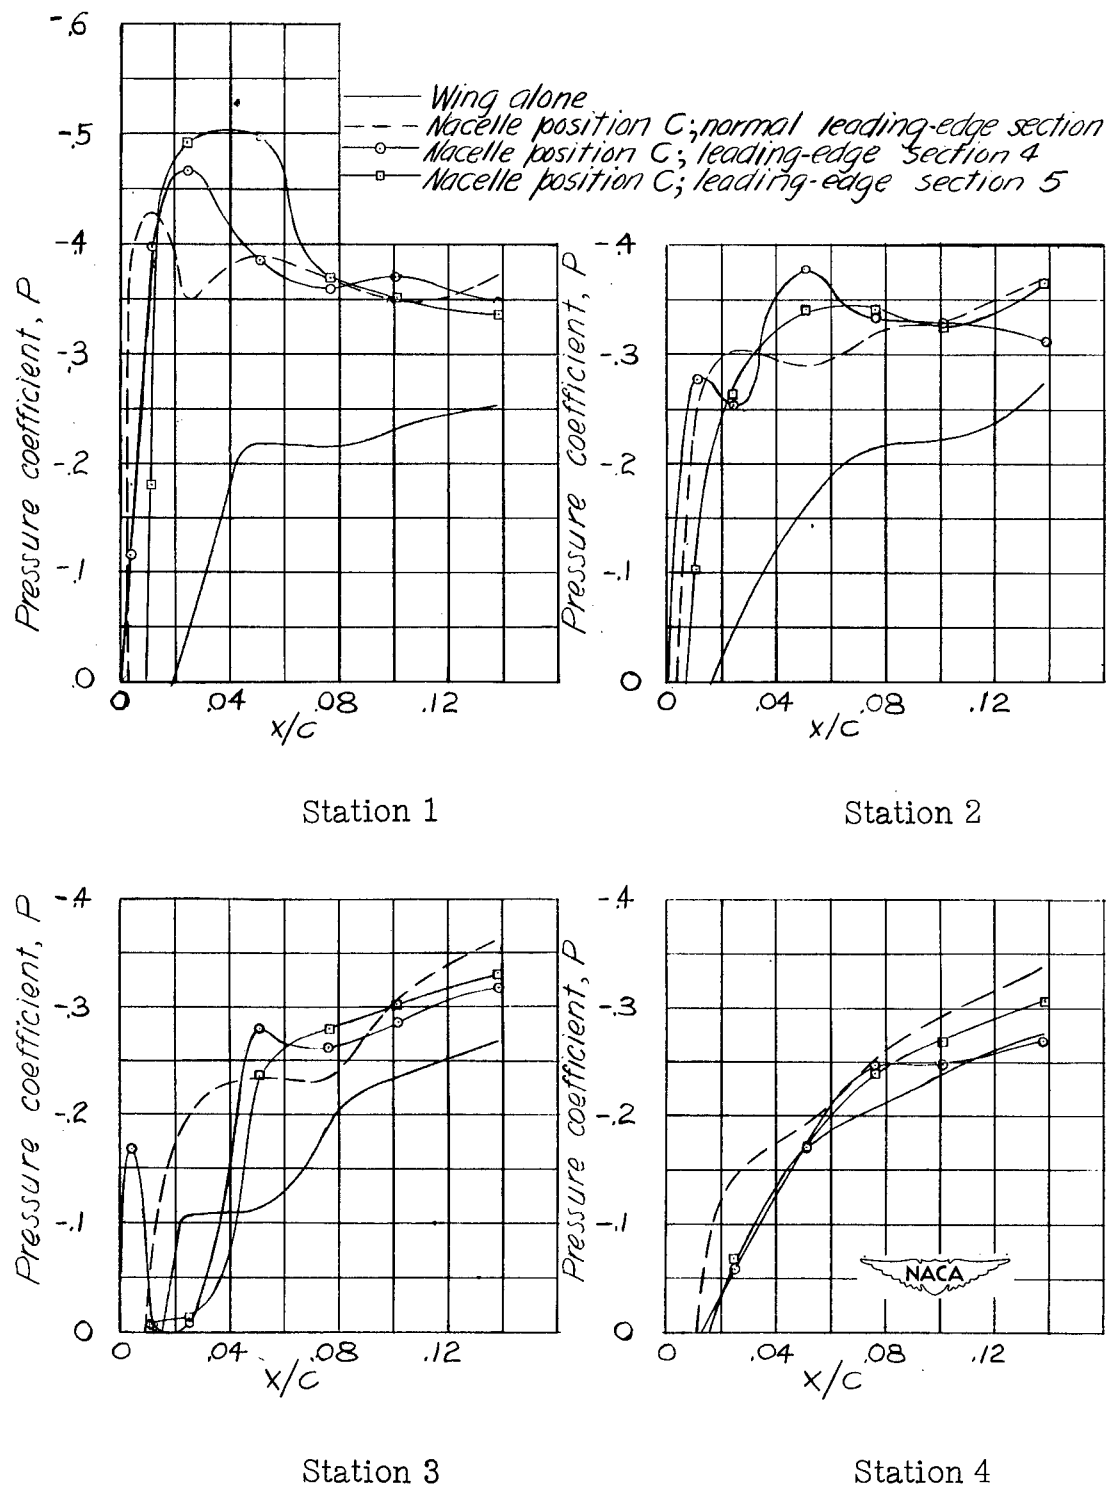 -.6
-.5
-.4
-.3
-.2
-.1
.0
Pressure coefficient, P
0 .04 .08 .12
x/c
Wing alone
Nacelle position C; normal leading-edge section
Nacelle position C; leading-edge section 4
Nacelle position C; leading-edge section 5
-.4
-.3
-.2
-.1
0
Pressure coefficient, P
0 .04 .08 .12
x/c
Station 1
Station 2
-.4
-.3
-.2
-.1
0
Pressure coefficient, P
0 .04 .08 .12
x/c
-.4
-.3
-.2
-.1
0
Pressure coefficient, P
NACA
0 .04 .08 .12
x/c
Station 3
Station 4